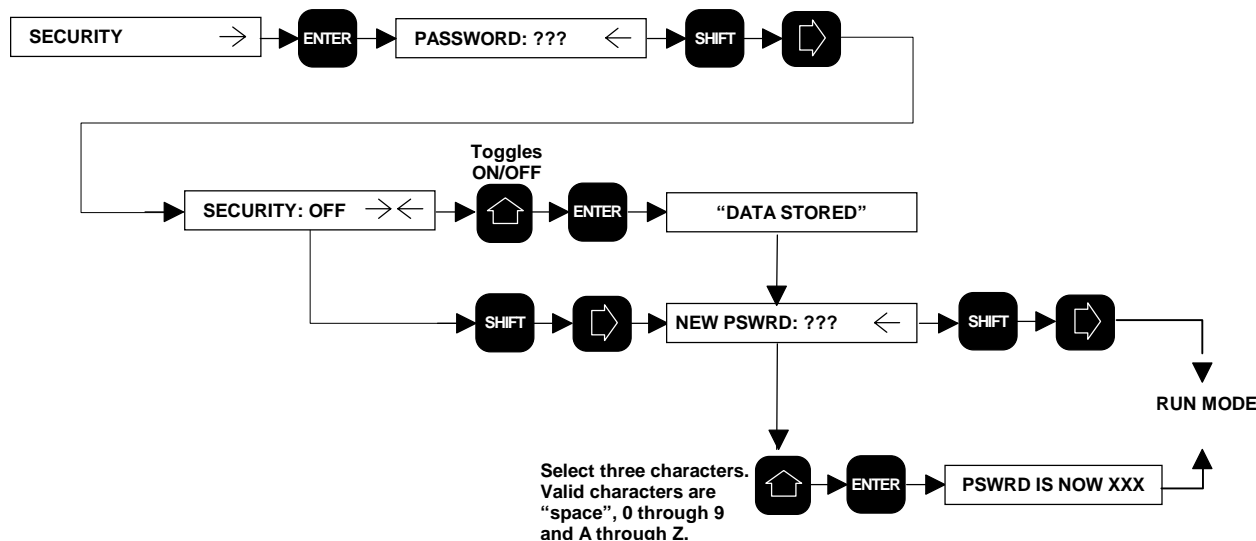 SECURITY →
ENTER
PASSWORD: ??? ←
SHIFT
Toggles
ON/OFF
SECURITY: OFF →←
ENTER
“DATA STORED”
SHIFT
NEW PSWRD: ??? ←
SHIFT
RUN MODE
Select three characters.
Valid characters are
“space”, 0 through 9
and A through Z.
ENTER
PSWRD IS NOW XXX